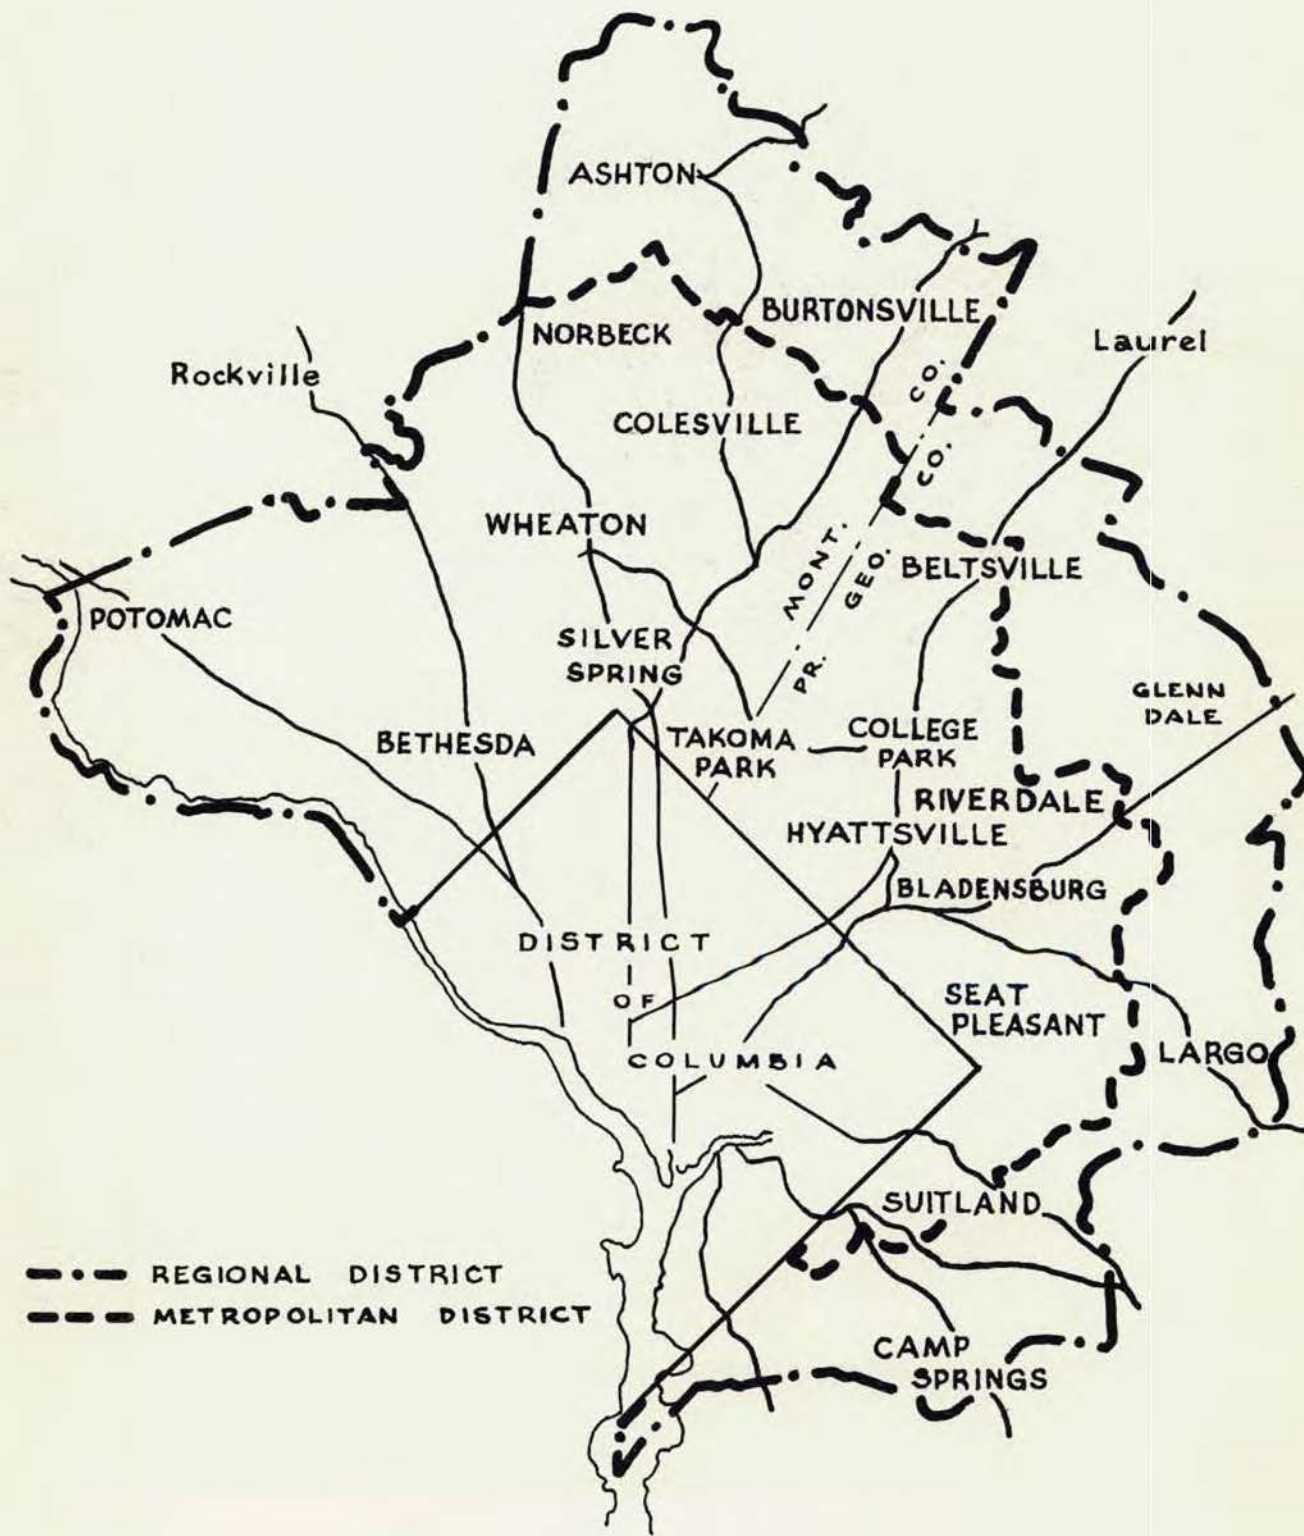 ASHTON
BURTONSVILLE
NORBECK
Laurel
Rockville
CO.
COLESVILLE
CO.
WHEATON
MONT.
GEO.
BELTSVILLE
POTOMAC
SILVER
SPRING
PR.
GLENN
DALE
BETHESDA
TAKOMA
PARK
COLLEGE
PARK
RIVERDALE
HYATTSVILLE
BLADENSBURG
DISTRICT
OF
SEAT
PLEASANT
COLUMBIA
LARGO
SUITLAND
REGIONAL DISTRICT
METROPOLITAN DISTRICT
CAMP
SPRINGS